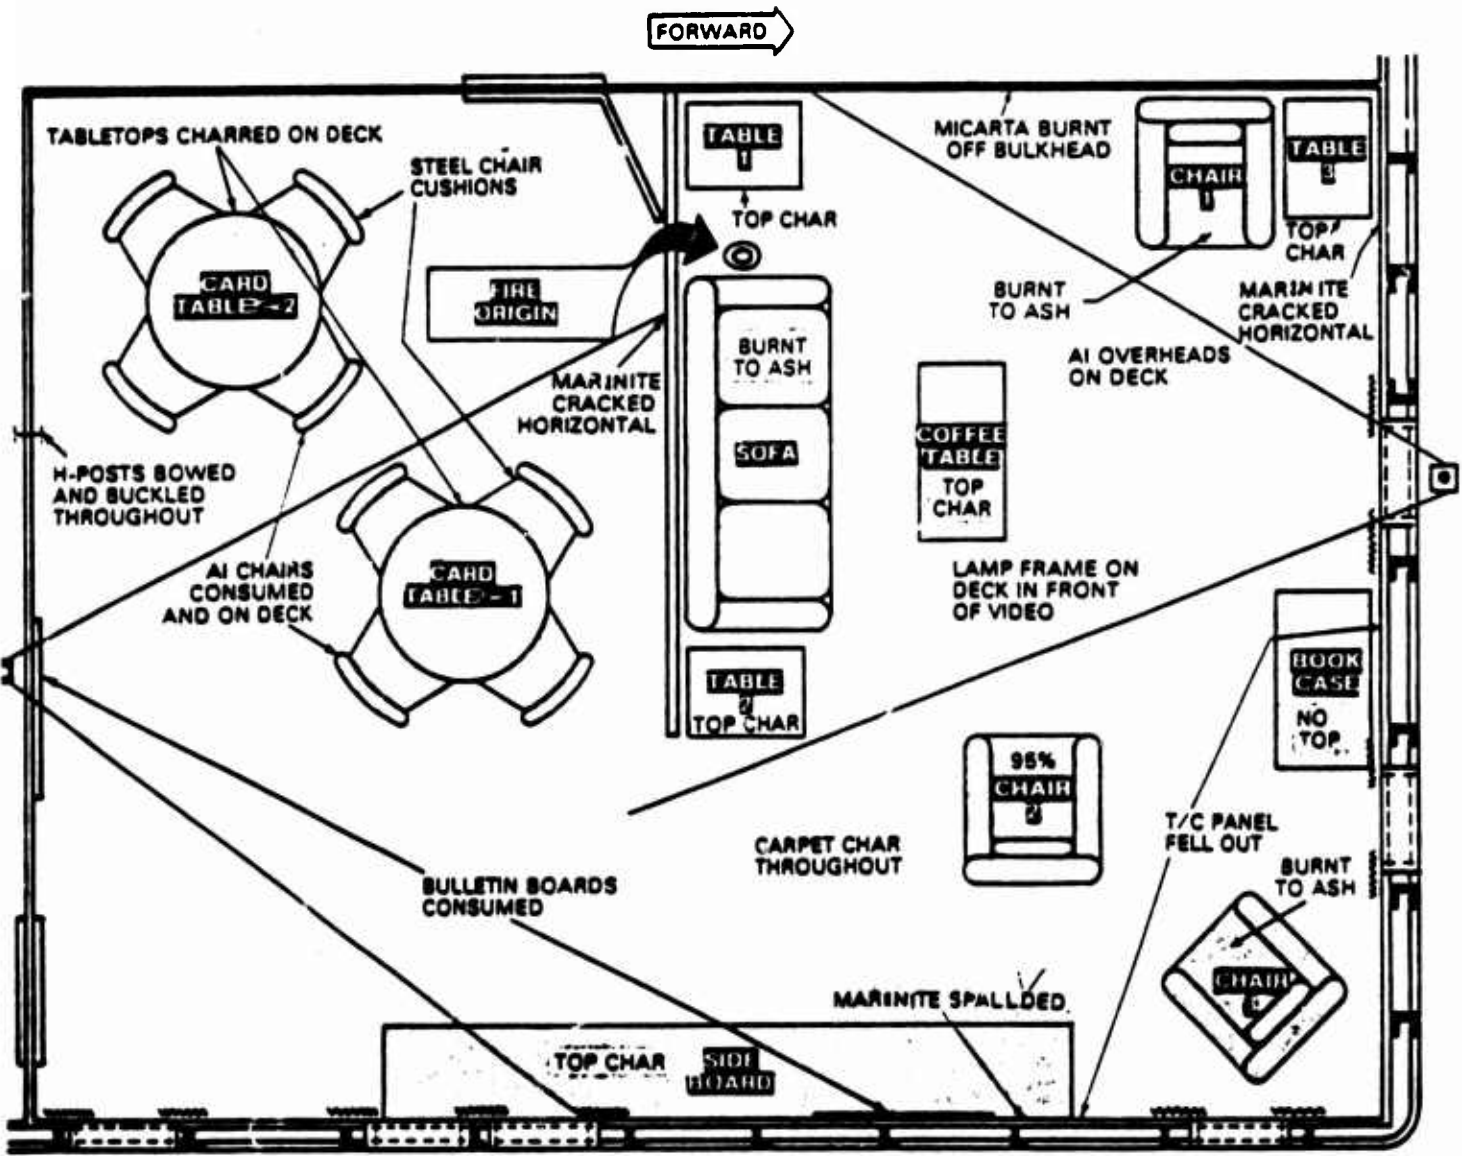 FORWARD
TABLETOPS CHARRED ON DECK
STEEL CHAIR
CUSHIONS
CARD
TABLE -2
FIRE
ORIGIN
TABLE
1
TOP CHAR
MICARTA BURNT
OFF BULKHEAD
CHAIR
1
TABLE
3
TOP
CHAR
BURNT
TO ASH
MARINITE
CRACKED
HORIZONTAL
Al OVERHEADS
ON DECK
BURNT
TO ASH
SOFA
MARINITE
CRACKED
HORIZONTAL
COFFEE
TABLE
TOP
CHAR
H-POSTS BOWED
AND BUCKLED
THROUGHOUT
Al CHAIRS
CONSUMED
AND ON DECK
CARD
TABLE - 1
LAMP FRAME ON
DECK IN FRONT
OF VIDEO
TABLE
2
TOP CHAR
BOOK
CASE
NO
TOP
95%
CHAIR
2
CARPET CHAR
THROUGHOUT
T/C PANEL
FELL OUT
BURNT
TO ASH
CHAIR
BULLETIN BOARDS
CONSUMED
MARINITE SPALLDED
TOP CHAR
SIDE
BOARD